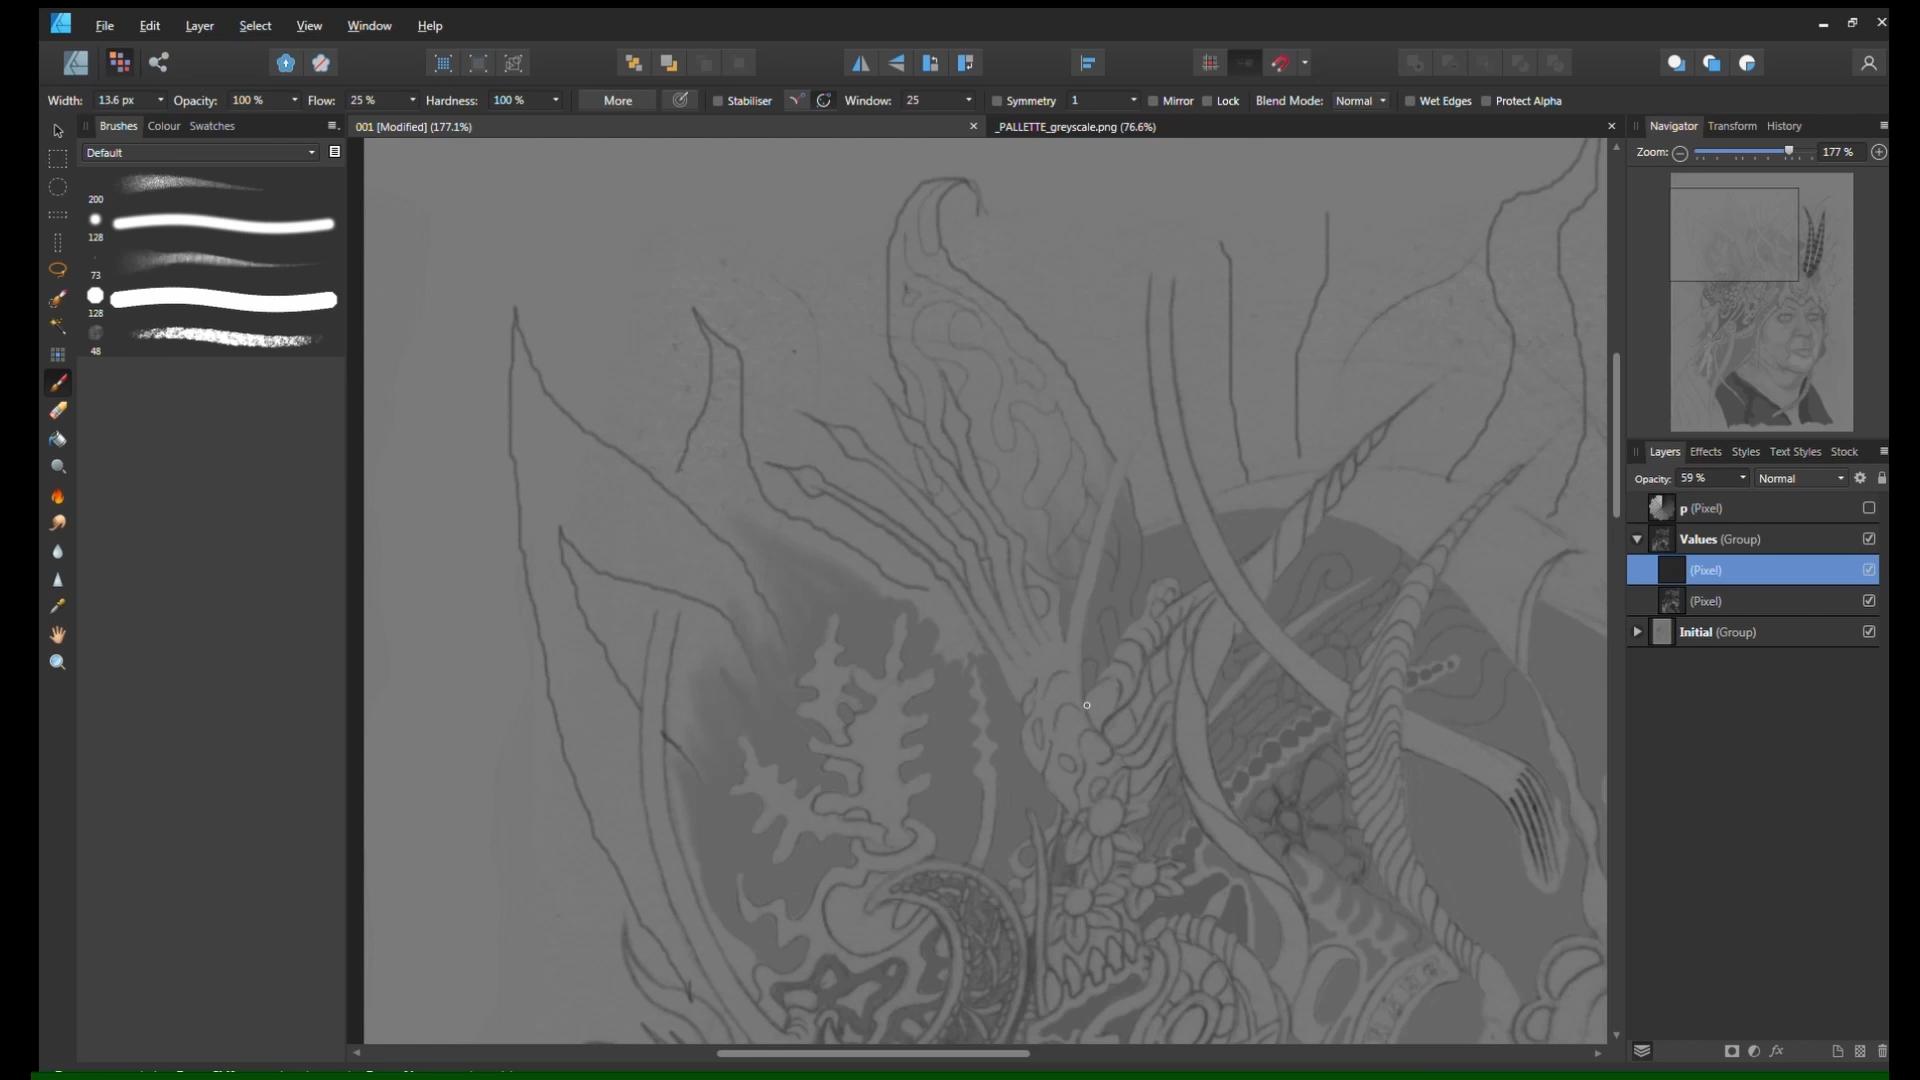 File Edit Layer Select View Window Help
Width: 13.6 px Opacity: 100 % Flow: 25 % Hardness: 100 % More Stabiliser Window: 25 Symmetry 1 Mirror Lock Blend Mode: Normal Wet Edges Protect Alpha
Brushes Colour Swatches
001 [Modified] (177.1%)
_PALLETTE_greyscale.png (76.6%)
Navigator Transform History
Default
Zoom: 177 %
200
128
73
128
48
Layers Effects Styles Text Styles Stock
Opacity: 59 % Normal
p (Pixel)
Values (Group)
(Pixel)
(Pixel)
Initial (Group)
fx